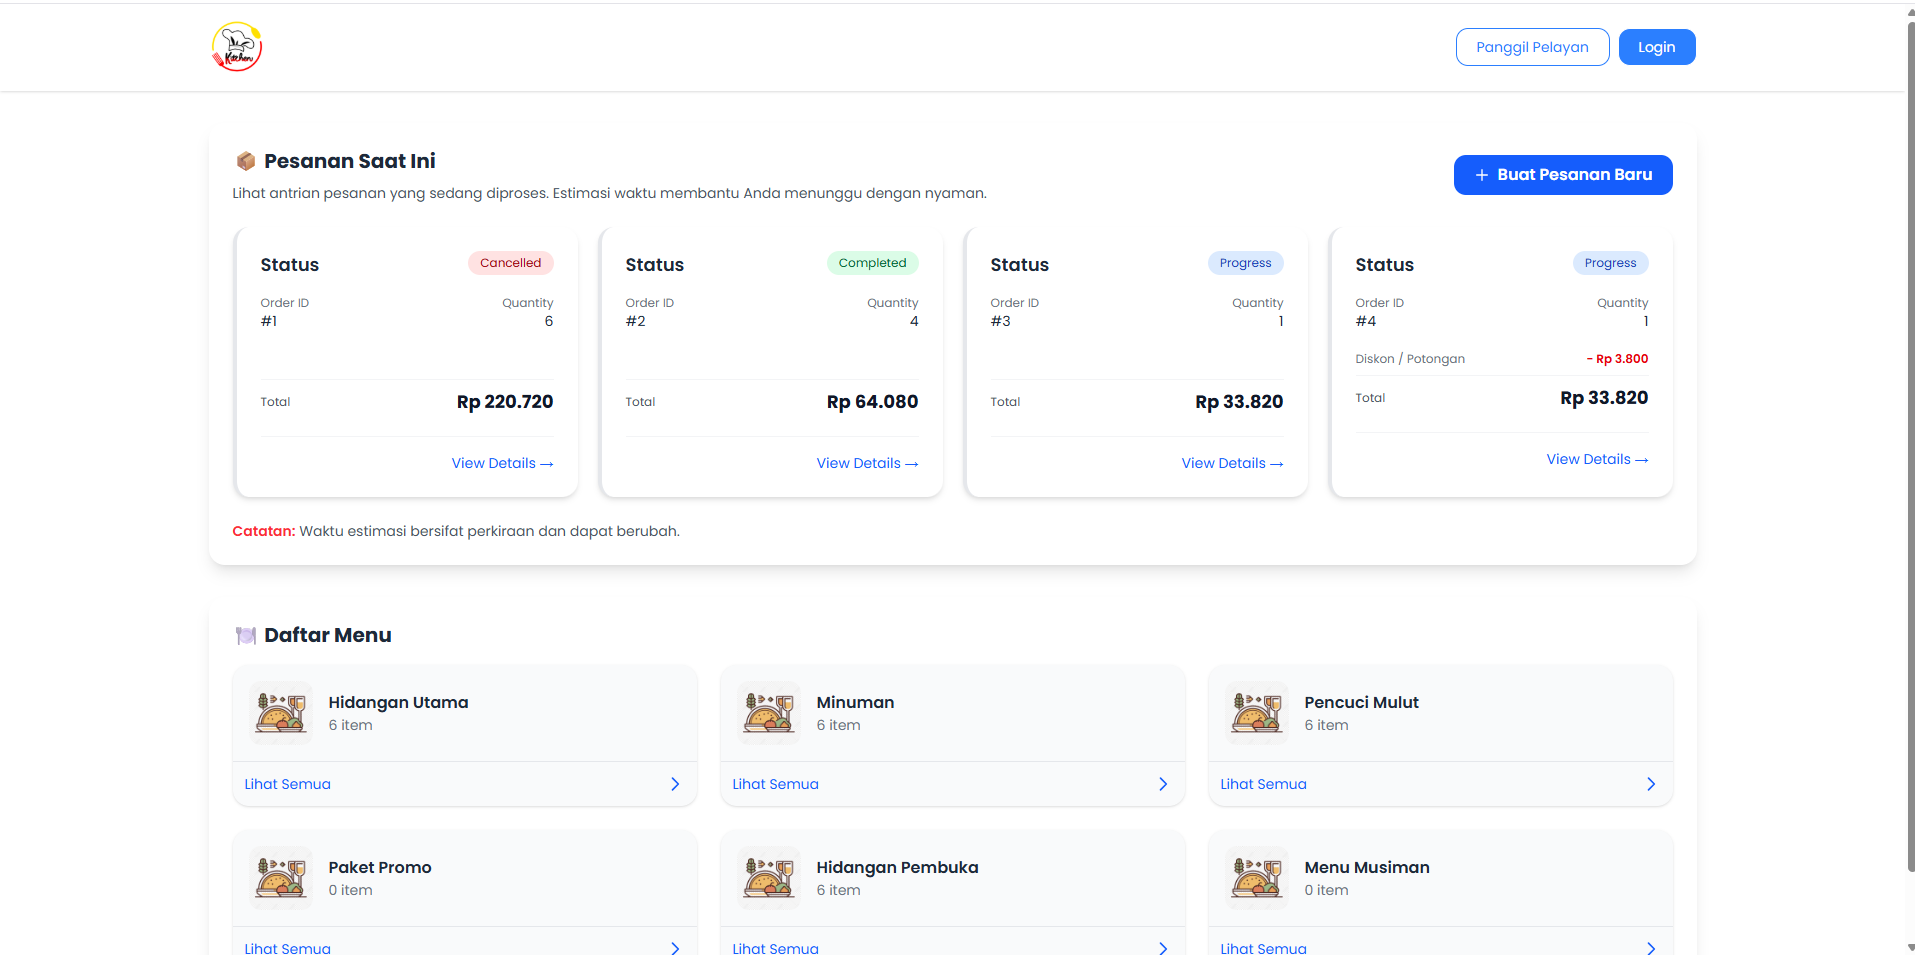 Kitchen
Panggil Pelayan
Login
Pesanan Saat Ini
Lihat antrian pesanan yang sedang diproses. Estimasi waktu membantu Anda menunggu dengan nyaman.
+ Buat Pesanan Baru
Status Cancelled
Order ID Quantity
#1 6
Total Rp 220.720
View Details →
Status Completed
Order ID Quantity
#2 4
Total Rp 64.080
View Details →
Status Progress
Order ID Quantity
#3 1
Total Rp 33.820
View Details →
Status Progress
Order ID Quantity
#4 1
Diskon / Potongan - Rp 3.800
Total Rp 33.820
View Details →
Catatan: Waktu estimasi bersifat perkiraan dan dapat berubah.
Daftar Menu
Hidangan Utama
6 item
Lihat Semua
Minuman
6 item
Lihat Semua
Pencuci Mulut
6 item
Lihat Semua
Paket Promo
0 item
Lihat Semua
Hidangan Pembuka
6 item
Lihat Semua
Menu Musiman
0 item
Lihat Semua